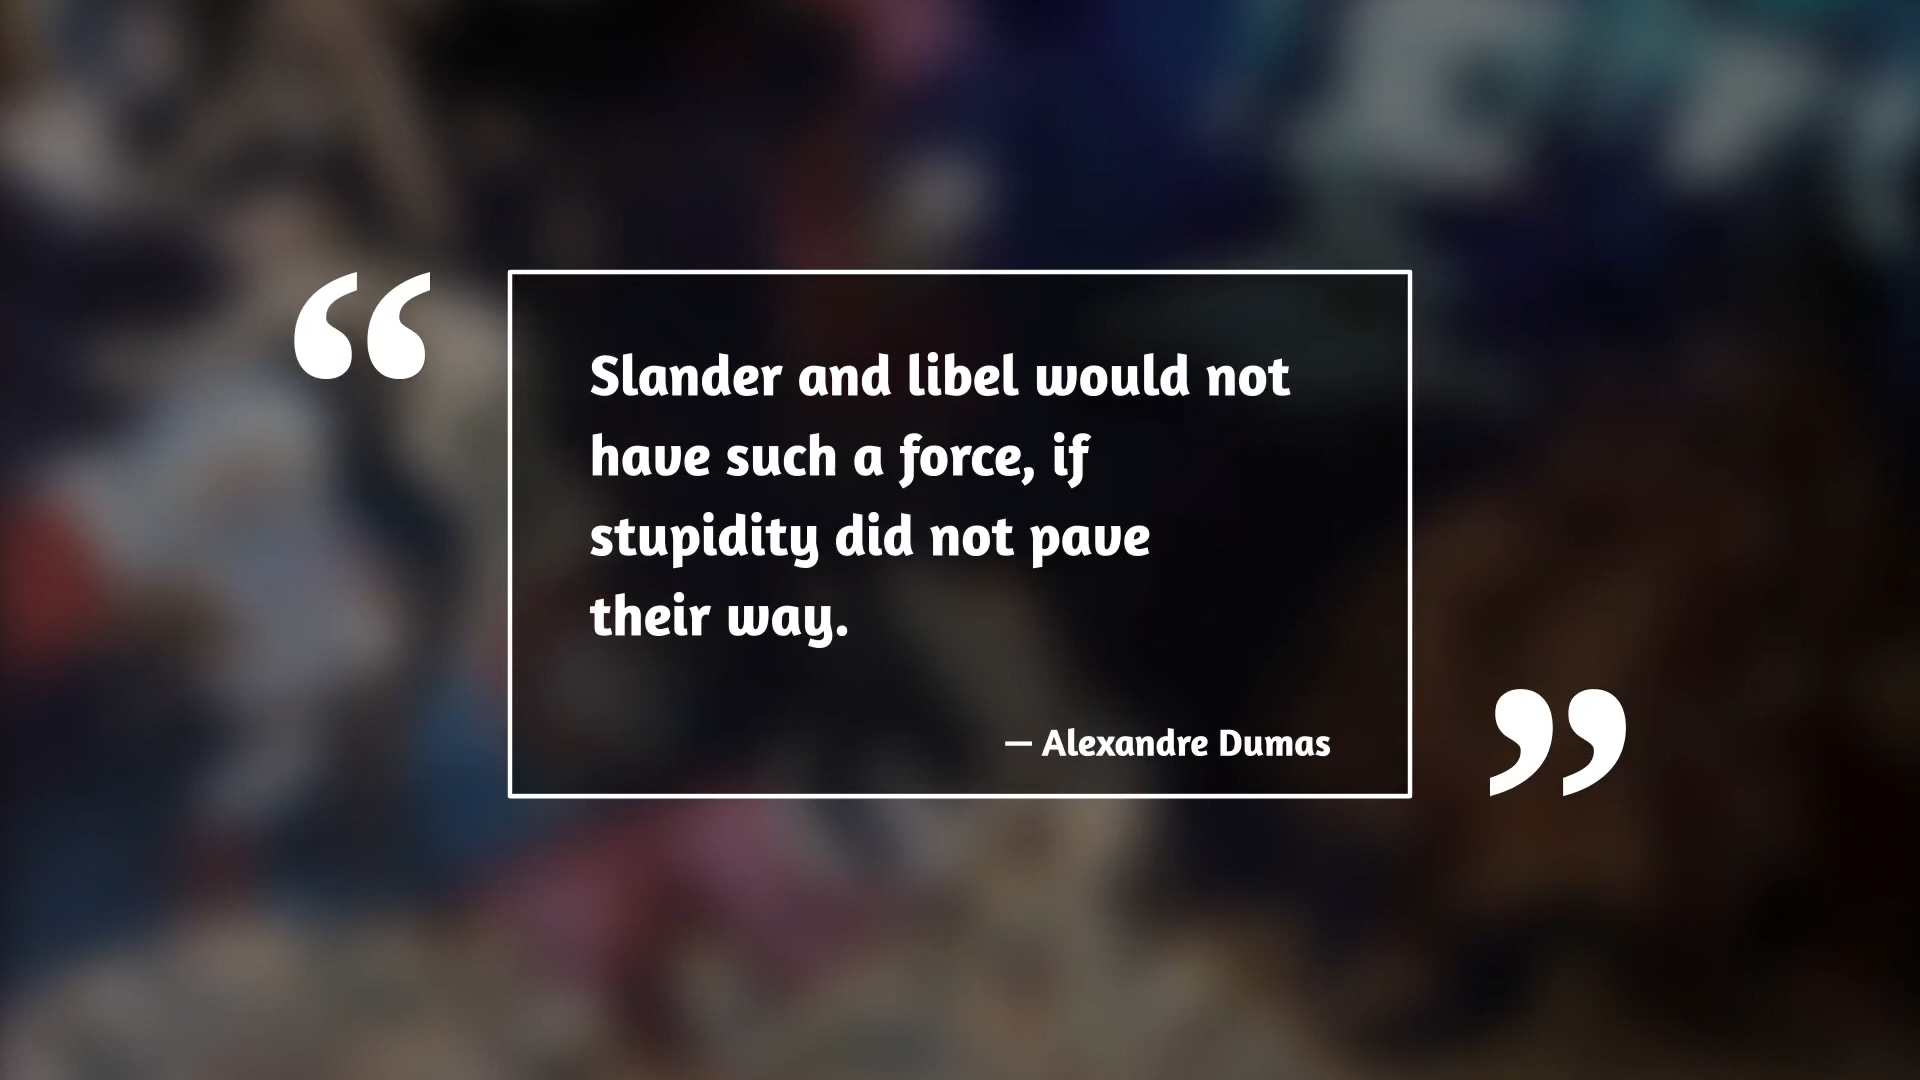 “
Slander and libel would not
have such a force, if
stupidity did not pave
their way.
— Alexandre Dumas
”